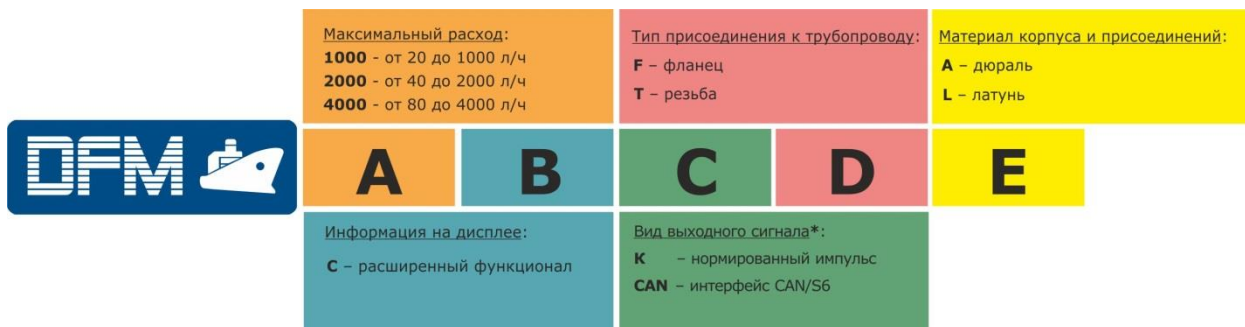 Максимальный расход:
1000 - от 20 до 1000 л/ч
2000 - от 40 до 2000 л/ч
4000 - от 80 до 4000 л/ч
Тип присоединения к трубопроводу:
F – фланец
T – резьба
Материал корпуса и присоединений:
A – дюраль
L – латунь
DFM
A
B
C
D
E
Информация на дисплее:
C – расширенный функционал
Вид выходного сигнала*:
K – нормированный импульс
CAN – интерфейс CAN/S6